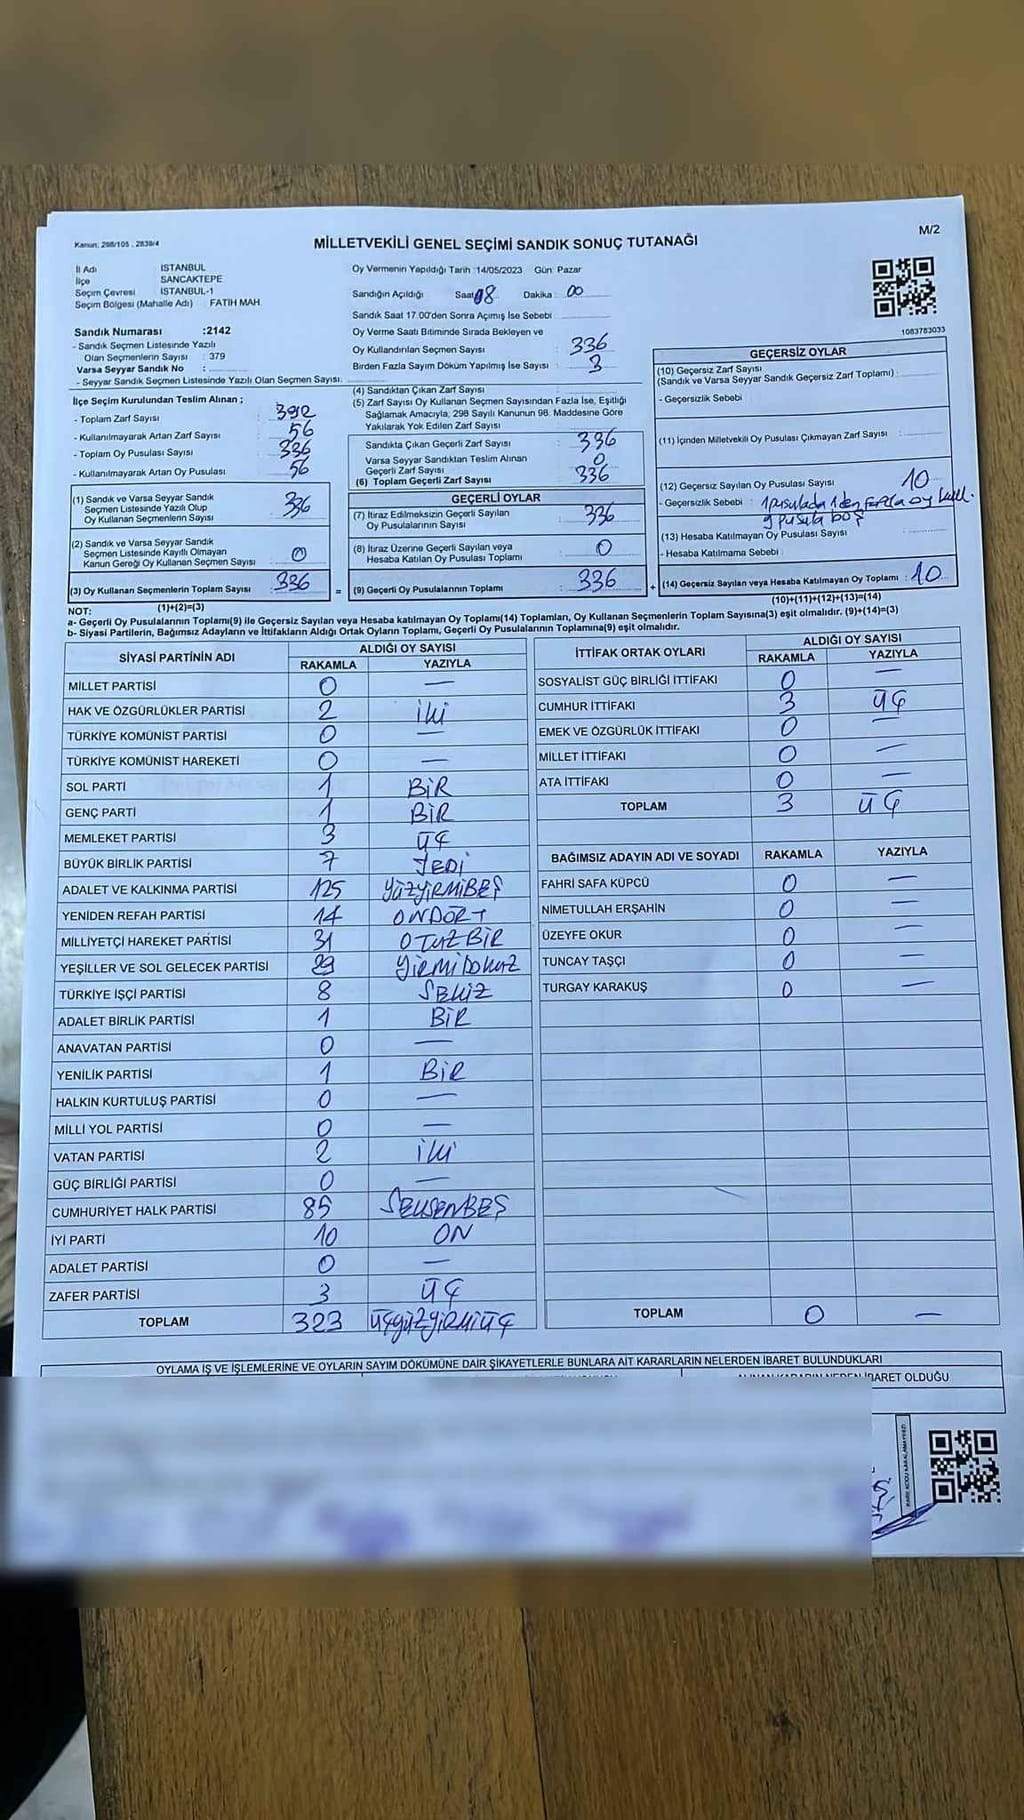 M/2
Kanun: 298/105 , 2839/4
MİLLETVEKİLİ GENEL SEÇİMİ SANDIK SONUÇ TUTANAĞI
İl Adı İSTANBUL
İlçe SANCAKTEPE
Seçim Çevresi İSTANBUL-1
Seçim Bölgesi (Mahalle Adı) : FATİH MAH.
Sandık Numarası :2142
- Sandık Seçmen Listesinde Yazılı
Olan Seçmenlerin Sayısı : 379
Varsa Seyyar Sandık No :
- Seyyar Sandık Seçmen Listesinde Yazılı Olan Seçmen Sayısı:
Oy Vermenin Yapıldığı Tarih :14/05/2023 Gün: Pazar
Sandığın Açıldığı Saat 08 Dakika : 00
Sandık Saat 17.00'den Sonra Açımış İse Sebebi :
Oy Verme Saati Bitiminde Sırada Bekleyen ve
Oy Kullandırılan Seçmen Sayısı : 336
Birden Fazla Sayım Döküm Yapılmış İse Sayısı : 3
1083783033
İlçe Seçim Kurulundan Teslim Alınan ;
- Toplam Zarf Sayısı : 392
- Kullanılmayarak Artan Zarf Sayısı : 56
- Toplam Oy Pusulası Sayısı : 336
- Kullanılmayarak Artan Oy Pusulası : 56
(1) Sandık ve Varsa Seyyar Sandık
Seçmen Listesinde Yazılı Olup
Oy Kullanan Seçmenlerin Sayısı : 336
(2) Sandık ve Varsa Seyyar Sandık
Seçmen Listesinde Kayıtlı Olmayan
Kanun Gereği Oy Kullanan Seçmen Sayısı : 0
(3) Oy Kullanan Seçmenlerin Toplam Sayısı : 336
(1)+(2)=(3)
(4) Sandıktan Çıkan Zarf Sayısı :
(5) Zarf Sayısı Oy Kullanan Seçmen Sayısından Fazla İse, Eşitliği
Sağlamak Amacıyla, 298 Sayılı Kanunun 98. Maddesine Göre
Yakılarak Yok Edilen Zarf Sayısı :
Sandıkta Çıkan Geçerli Zarf Sayısı : 336
Varsa Seyyar Sandıktan Teslim Alınan
Geçerli Zarf Sayısı : 0
(6) Toplam Geçerli Zarf Sayısı : 336
GEÇERLİ OYLAR
(7) İtiraz Edilmeksizin Geçerli Sayılan
Oy Pusulalarının Sayısı : 336
(8) İtiraz Üzerine Geçerli Sayılan veya
Hesaba Katılan Oy Pusulası Toplamı : 0
= (9) Geçerli Oy Pusulalarının Toplamı : 336 +
GEÇERSİZ OYLAR
(10) Geçersiz Zarf Sayısı
(Sandık ve Varsa Seyyar Sandık Geçersiz Zarf Toplamı) :
- Geçersizlik Sebebi :
(11) İçinden Milletvekili Oy Pusulası Çıkmayan Zarf Sayısı :
(12) Geçersiz Sayılan Oy Pusulası Sayısı : 10
- Geçersizlik Sebebi : 1 pusulada 1 den fazla oy kull.
9 pusula boş
(13) Hesaba Katılmayan Oy Pusulası Sayısı :
- Hesaba Katılmama Sebebi :
(14) Geçersiz Sayılan veya Hesaba Katılmayan Oy Toplamı : 10
(10)+(11)+(12)+(13)=(14)
NOT:
a- Geçerli Oy Pusulalarının Toplamı(9) ile Geçersiz Sayılan veya Hesaba katılmayan Oy Toplamı(14) Toplamları, Oy Kullanan Seçmenlerin Toplam Sayısına(3) eşit olmalıdır. (9)+(14)=(3)
b- Siyasi Partilerin, Bağımsız Adayların ve İttifakların Aldığı Ortak Oyların Toplamı, Geçerli Oy Pusulalarının Toplamına(9) eşit olmalıdır.
SİYASİ PARTİNİN ADI ALDIĞI OY SAYISI
RAKAMLA YAZIYLA
MİLLET PARTİSİ 0 —
HAK VE ÖZGÜRLÜKLER PARTİSİ 2 iki
TÜRKİYE KOMÜNİST PARTİSİ 0 —
TÜRKİYE KOMÜNİST HAREKETİ 0 —
SOL PARTİ 1 BİR
GENÇ PARTİ 1 BİR
MEMLEKET PARTİSİ 3 ÜÇ
BÜYÜK BİRLİK PARTİSİ 7 YEDİ
ADALET VE KALKINMA PARTİSİ 125 YÜZYİRMİBEŞ
YENİDEN REFAH PARTİSİ 14 ONDÖRT
MİLLİYETÇİ HAREKET PARTİSİ 31 OTUZBİR
YEŞİLLER VE SOL GELECEK PARTİSİ 29 YİRMİDOKUZ
TÜRKİYE İŞÇİ PARTİSİ 8 SEKİZ
ADALET BİRLİK PARTİSİ 1 BİR
ANAVATAN PARTİSİ 0 —
YENİLİK PARTİSİ 1 BİR
HALKIN KURTULUŞ PARTİSİ 0 —
MİLLİ YOL PARTİSİ 0 —
VATAN PARTİSİ 2 iki
GÜÇ BİRLİĞİ PARTİSİ 0 —
CUMHURİYET HALK PARTİSİ 85 SEKSENBEŞ
İYİ PARTİ 10 ON
ADALET PARTİSİ 0 —
ZAFER PARTİSİ 3 ÜÇ
TOPLAM 323 ÜÇYÜZYİRMİÜÇ
İTTİFAK ORTAK OYLARI ALDIĞI OY SAYISI
RAKAMLA YAZIYLA
SOSYALİST GÜÇ BİRLİĞİ İTTİFAKI 0 —
CUMHUR İTTİFAKI 3 ÜÇ
EMEK VE ÖZGÜRLÜK İTTİFAKI 0 —
MİLLET İTTİFAKI 0 —
ATA İTTİFAKI 0 —
TOPLAM 3 ÜÇ
BAĞIMSIZ ADAYIN ADI VE SOYADI RAKAMLA YAZIYLA
FAHRİ SAFA KÜPCÜ 0 —
NİMETULLAH ERŞAHİN 0 —
ÜZEYFE OKUR 0 —
TUNCAY TAŞÇI 0 —
TURGAY KARAKUŞ 0 —
TOPLAM 0 —
OYLAMA İŞ VE İŞLEMLERİNE VE OYLARIN SAYIM DÖKÜMÜNE DAİR ŞİKAYETLERLE BUNLARA AİT KARARLARIN NELERDEN İBARET BULUNDUKLARI
İBARET OLDUĞU